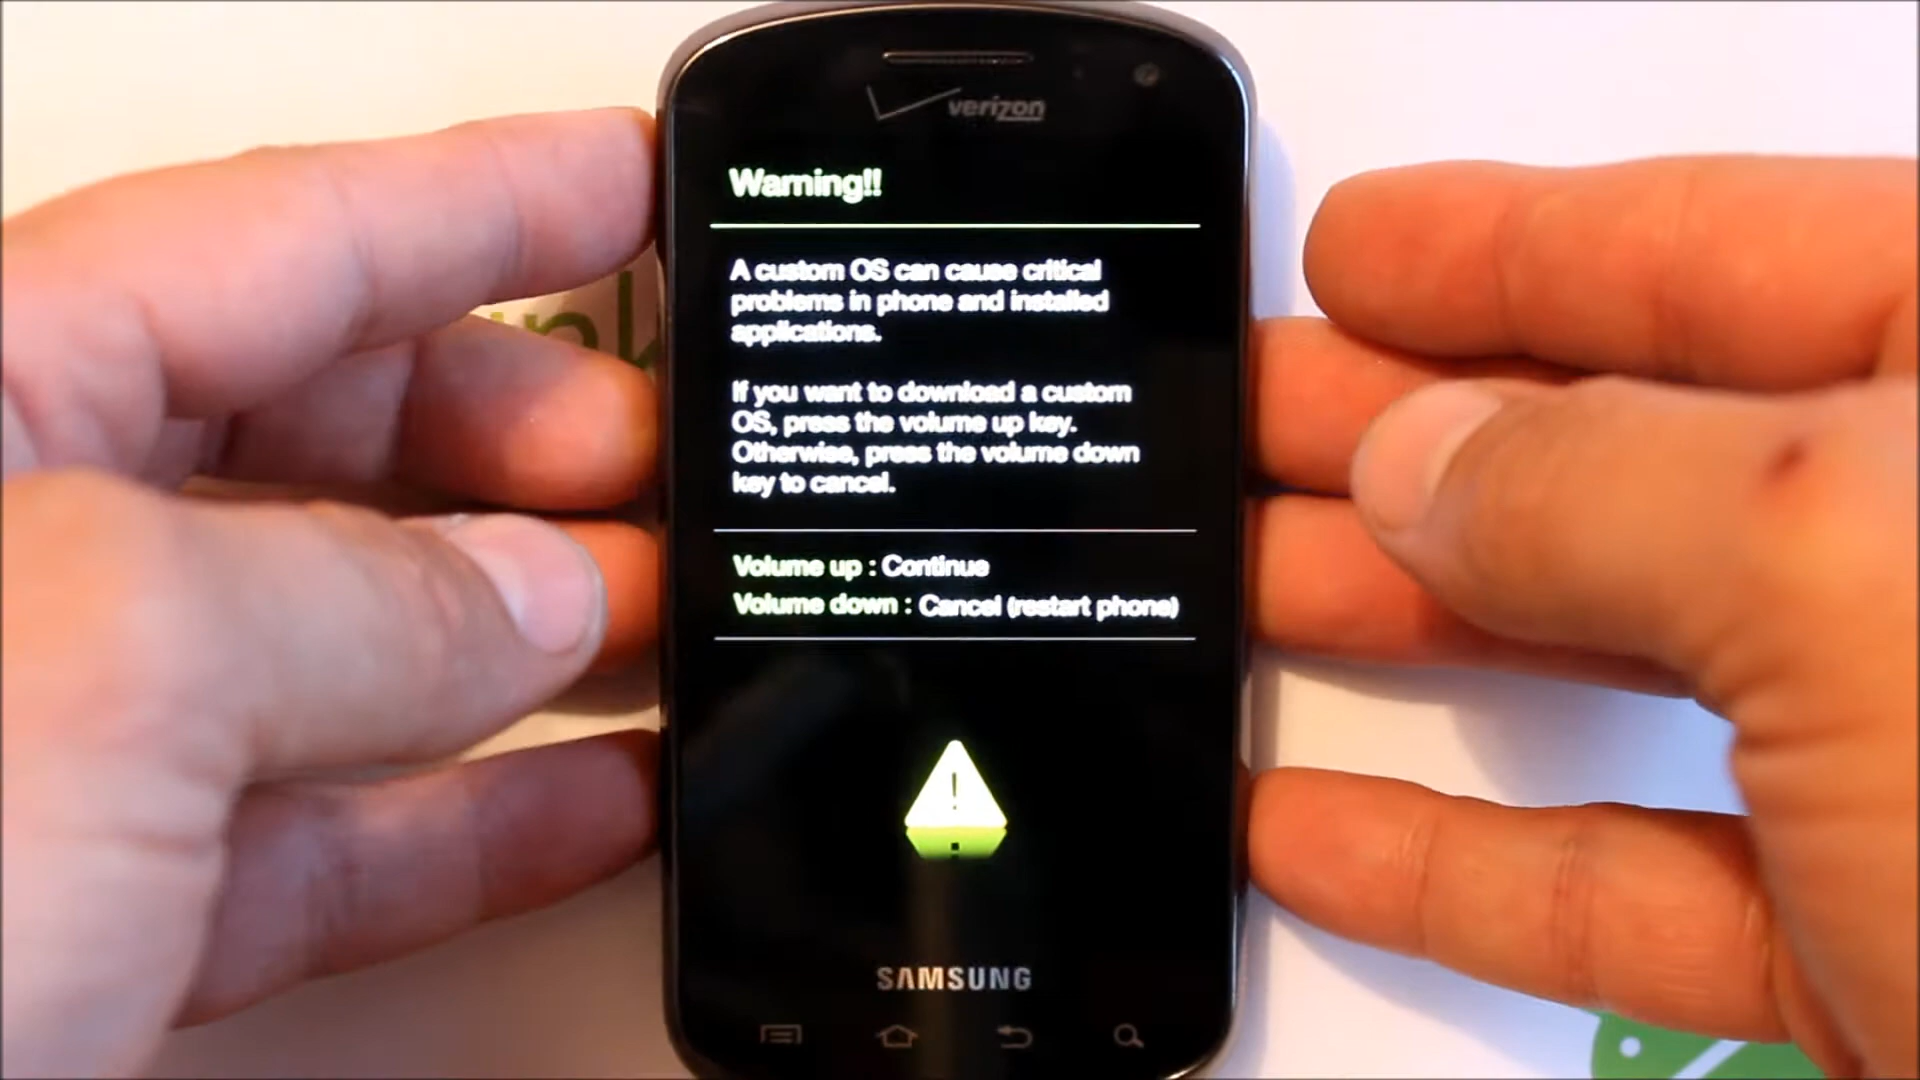 verizon
Warning!!
A custom OS can cause critical
problems in phone and installed
applications.
If you want to download a custom
OS, press the volume up key.
Otherwise, press the volume down
key to cancel.
Volume up : Continue
Volume down : Cancel (restart phone)
SAMSUNG